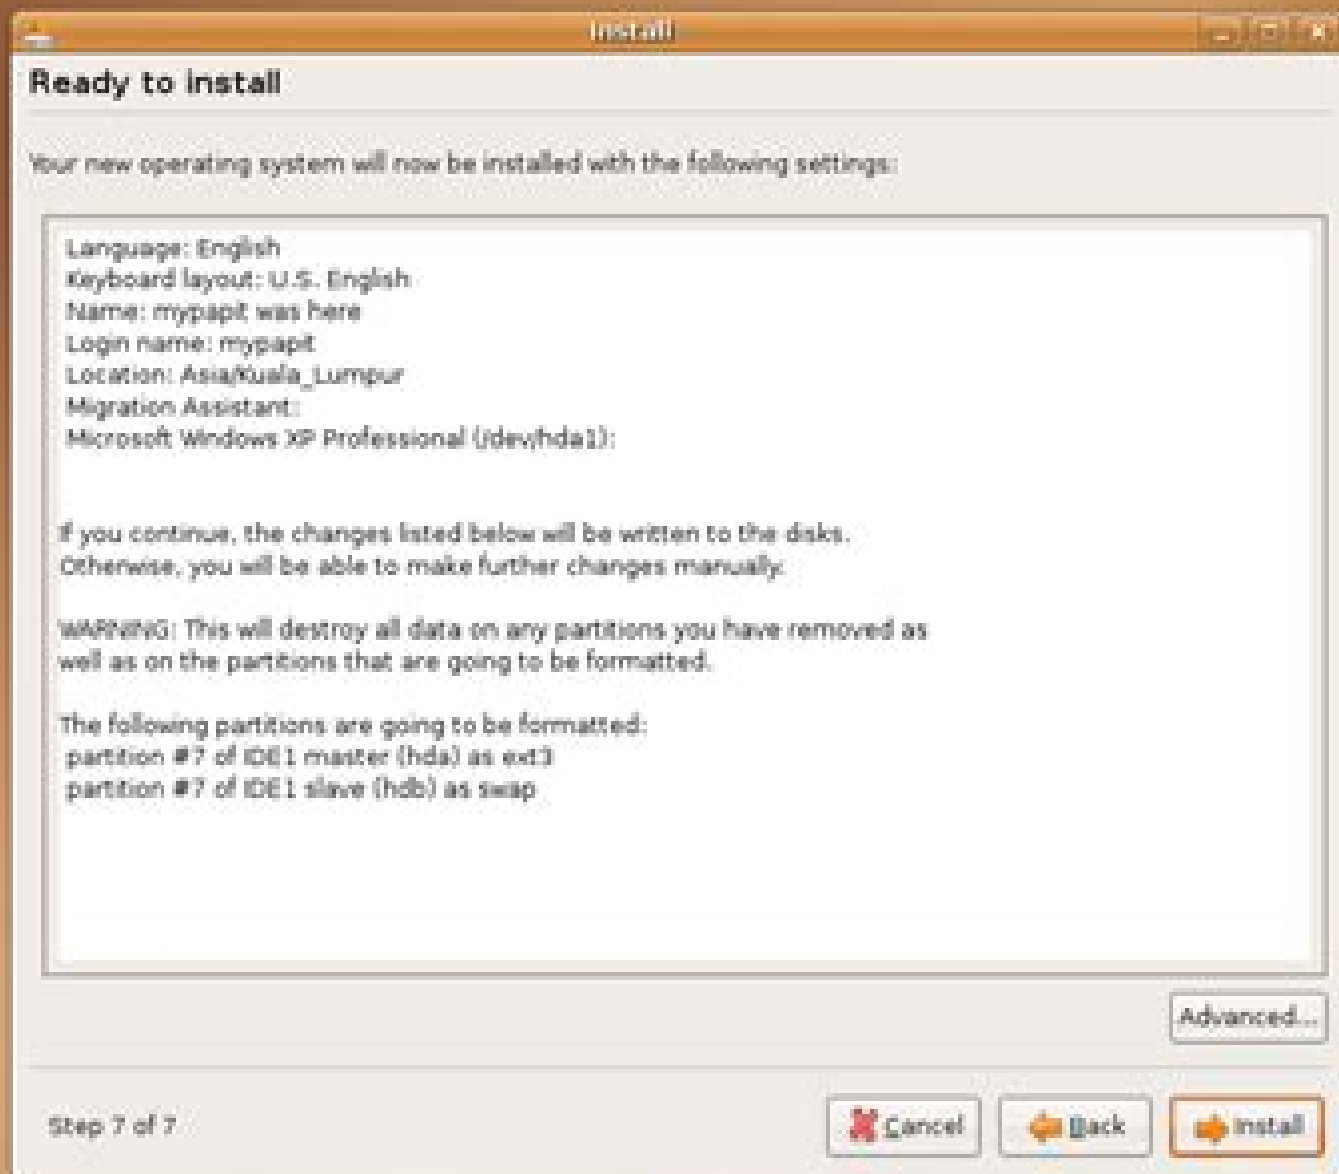 Install
Ready to install
Your new operating system will now be installed with the following settings:
Language: English
Keyboard layout: U.S. English
Name: mypapit was here
Login name: mypapit
Location: Asia/Kuala_Lumpur
Migration Assistant:
Microsoft Windows XP Professional (/dev/hda1):
If you continue, the changes listed below will be written to the disks.
Otherwise, you will be able to make further changes manually.
WARNING: This will destroy all data on any partitions you have removed as
well as on the partitions that are going to be formatted.
The following partitions are going to be formatted:
partition #7 of IDE1 master (hda) as ext3
partition #7 of IDE1 slave (hdb) as swap
Advanced...
Step 7 of 7
Cancel
Back
Install